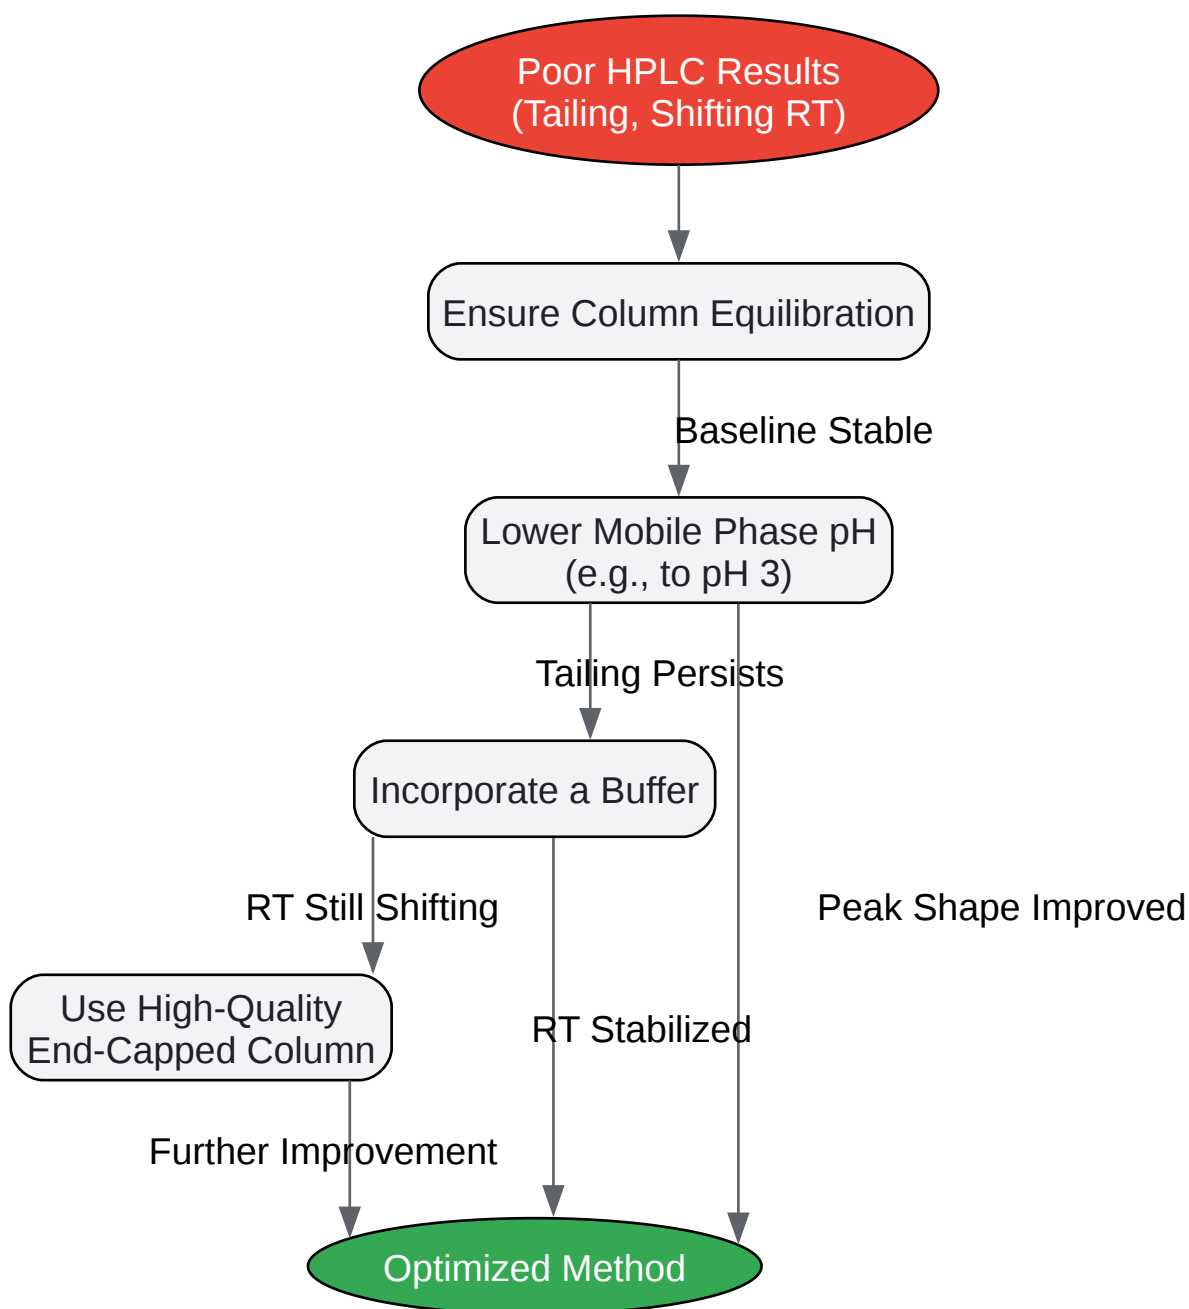 Poor HPLC Results
(Tailing, Shifting RT)
Ensure Column Equilibration
Baseline Stable
Lower Mobile Phase pH
(e.g., to pH 3)
Tailing Persists
Incorporate a Buffer
RT Still Shifting
Peak Shape Improved
Use High-Quality
End-Capped Column
RT Stabilized
Further Improvement
Optimized Method